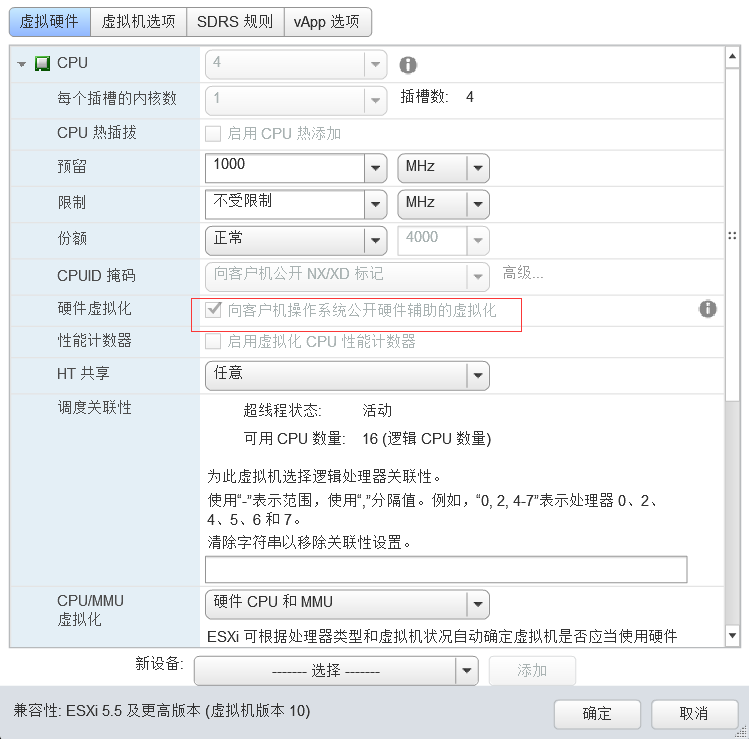 虚拟硬件 虚拟机选项 SDRS 规则 vApp 选项
CPU 4
每个插槽的内核数 1 插槽数: 4
CPU 热插拔 启用 CPU 热添加
预留 1000 MHz
限制 不受限制 MHz
份额 正常 4000
CPUID 掩码 向客户机公开 NX/XD 标记 高级...
硬件虚拟化 向客户机操作系统公开硬件辅助的虚拟化
性能计数器 启用虚拟化 CPU 性能计数器
HT 共享 任意
调度关联性 超线程状态: 活动
可用 CPU 数量: 16 (逻辑 CPU 数量)
为此虚拟机选择逻辑处理器关联性。
使用“-”表示范围，使用“,”分隔值。例如，“0, 2, 4-7”表示处理器 0、2、
4、5、6 和 7。
清除字符串以移除关联性设置。
CPU/MMU
虚拟化 硬件 CPU 和 MMU
ESXi 可根据处理器类型和虚拟机状况自动确定虚拟机是否应当使用硬件
新设备: ------- 选择 ------- 添加
兼容性: ESXi 5.5 及更高版本 (虚拟机版本 10) 确定 取消